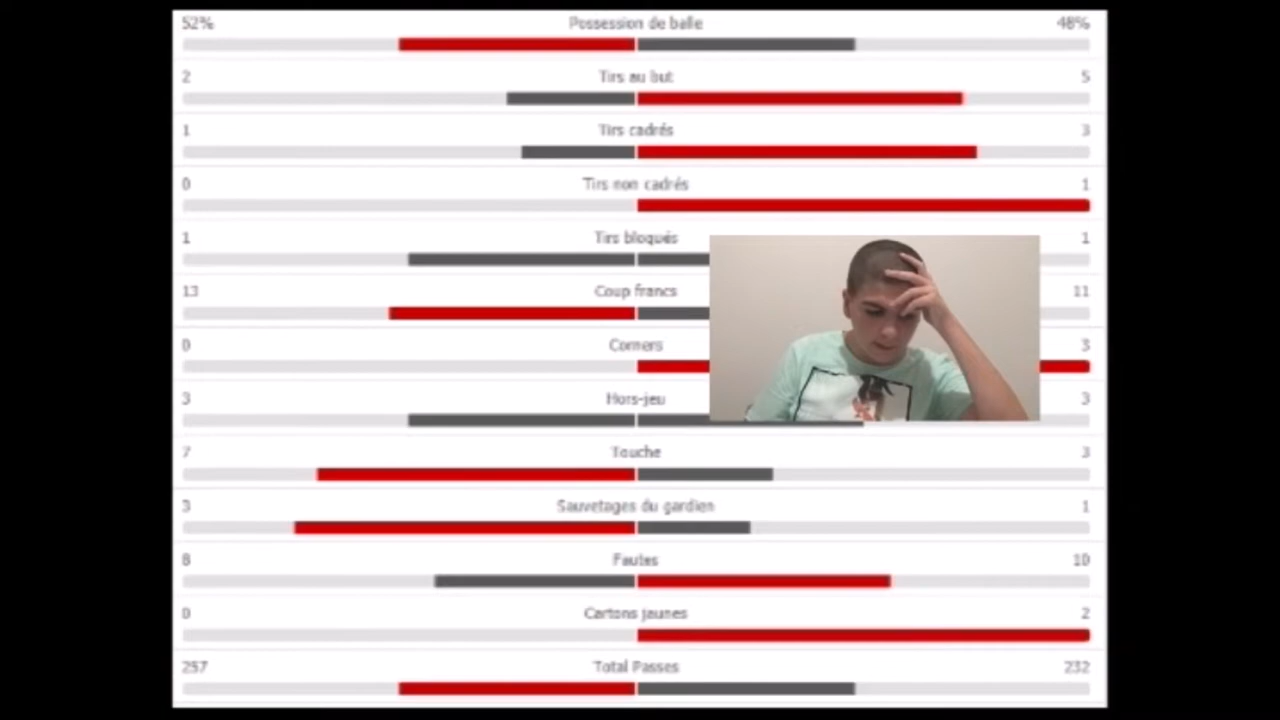 52% Possession de balle 48%
2 Tirs au but 5
1 Tirs cadrés 3
0 Tirs non cadrés 1
1 Tirs bloqués 1
13 Coup francs 11
0 Corners 3
3 Hors-jeu 3
7 Touche 3
3 Sauvetages du gardien 1
8 Fautes 10
0 Cartons jaunes 2
257 Total Passes 232